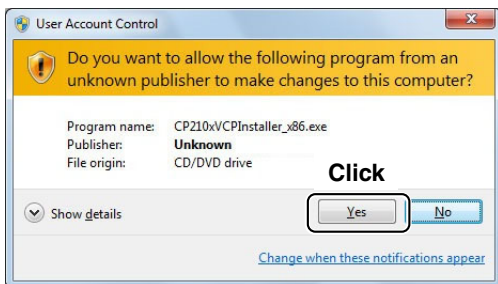 User Account Control
Do you want to allow the following program from an
unknown publisher to make changes to this computer?
Program name: CP210xVCPInstaller_x86.exe
Publisher: Unknown
File origin: CD/DVD drive
Click
Show details
Yes
No
Change when these notifications appear